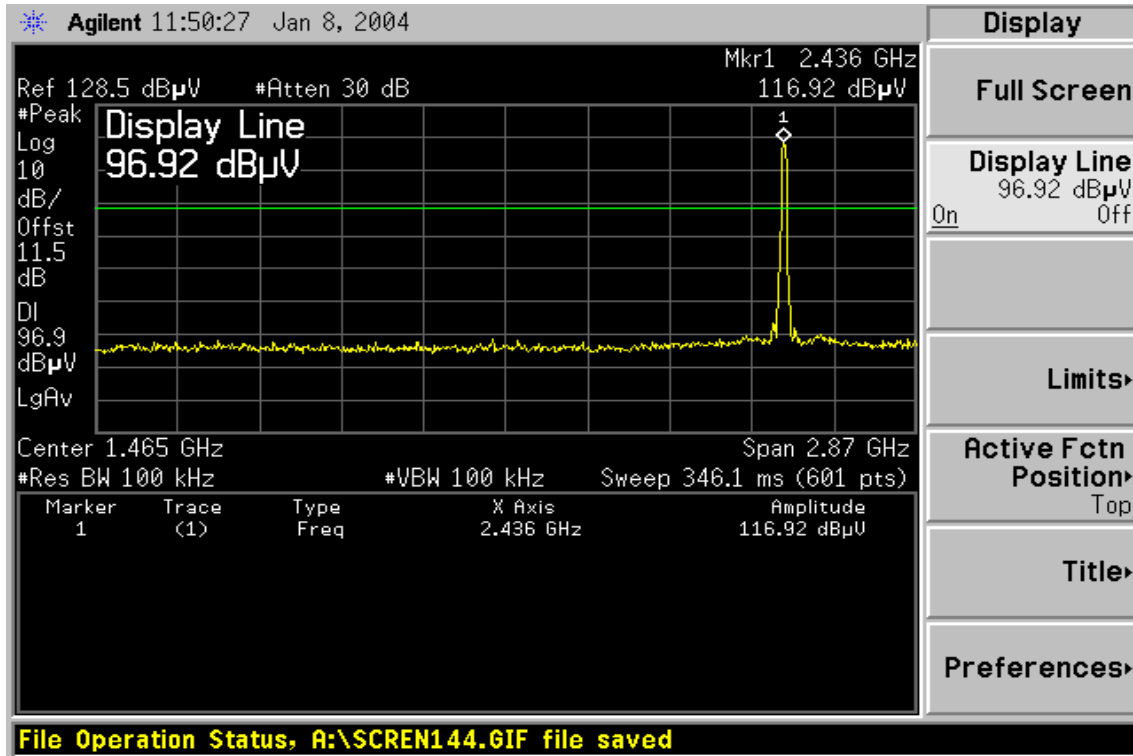 Agilent 11:50:27 Jan 8, 2004
Mkr1 2.436 GHz
Ref 128.5 dBµV #Atten 30 dB 116.92 dBµV
#Peak
Log
10
dB/
Offst
11.5
dB
DI
96.9
dBµV
LgAv
Display Line
96.92 dBµV
1
Center 1.465 GHz Span 2.87 GHz
#Res BW 100 kHz #VBW 100 kHz Sweep 346.1 ms (601 pts)
Marker Trace Type X Axis Amplitude
1 (1) Freq 2.436 GHz 116.92 dBµV
Display
Full Screen
Display Line
96.92 dBµV
On Off
Limits
Active Fctn
Position
Top
Title
Preferences
File Operation Status, A:\SCREN144.GIF file saved